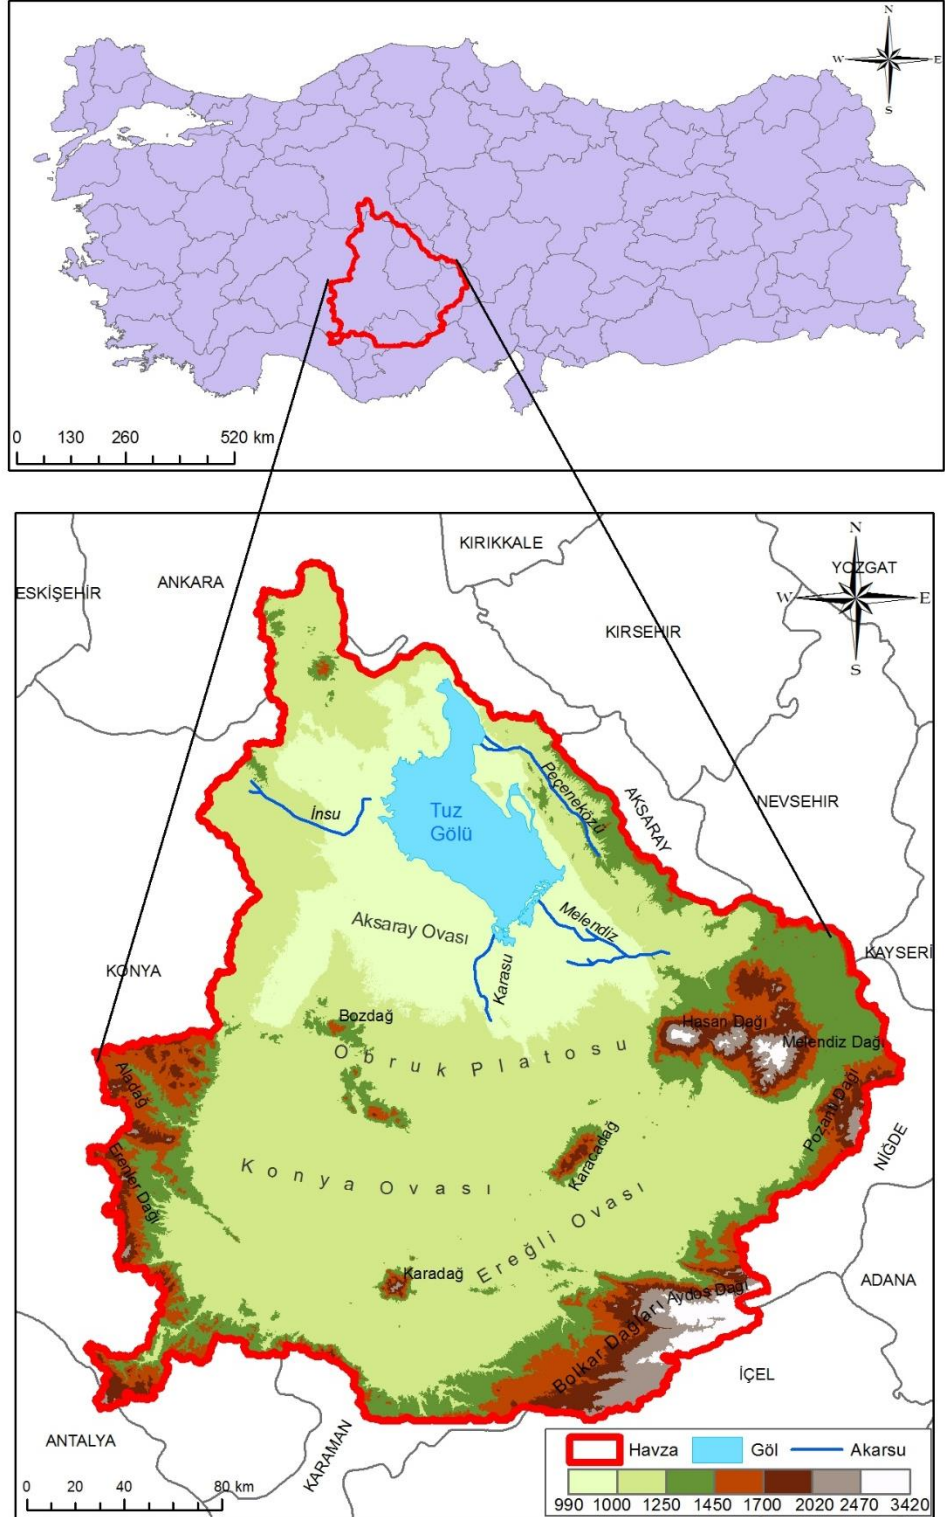 N
W E
S
0 130 260 520 km
KIRIKKALE
ANKARA
N
ESKİŞEHİR
YOZGAT
W E
KIRSEHIR
S
Peçeneközü
AKSARAY
NEVSEHIR
İnsu
Tuz
Gölü
Melendiz
Aksaray Ovası
KAYSERİ
KONYA
Karasu
Bozdağ
Hasan Dağı
Obruk Platosu
Melendiz Dağı
Aladağ
Pozantı Dağı
Karacadağ
NİĞDE
Erenler Dağı
Konya Ovası
Ereğli Ovası
Karadağ
ADANA
Aydos Dağı
Bolkar Dağları
İÇEL
ANTALYA
KARAMAN
Havza Göl Akarsu
0 20 40 80 km
990 1000 1250 1450 1700 2020 2470 3420